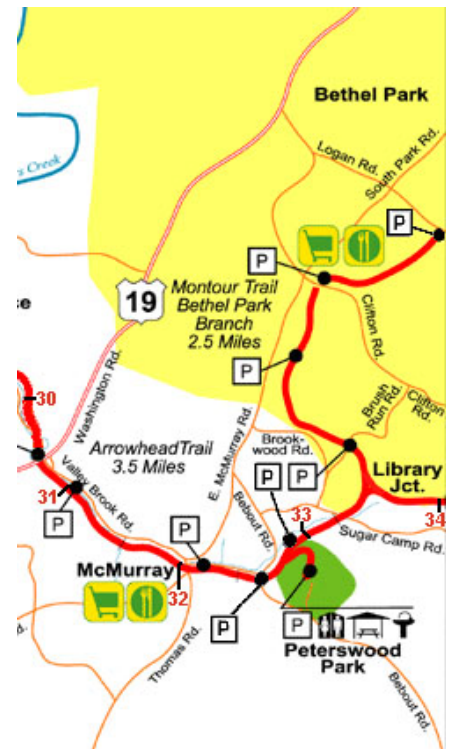 Bethel Park
Logan Rd.
South Park Rd.
P
P
Creek
19
Montour Trail
Bethel Park
Branch
2.5 Miles
Clifton Rd.
P
Washington Rd.
E. McMurray Rd.
Brush
Run Rd.
Clifton
Rd.
30
Arrowhead Trail
3.5 Miles
Brook-
wood Rd.
Valley Brook Rd.
P
P
Library
Jct.
31
P
Bebout Rd.
33
34
Sugar Camp Rd.
P
McMurray
32
P
P
Thomas Rd.
Peterswood
Park
Bebout Rd.